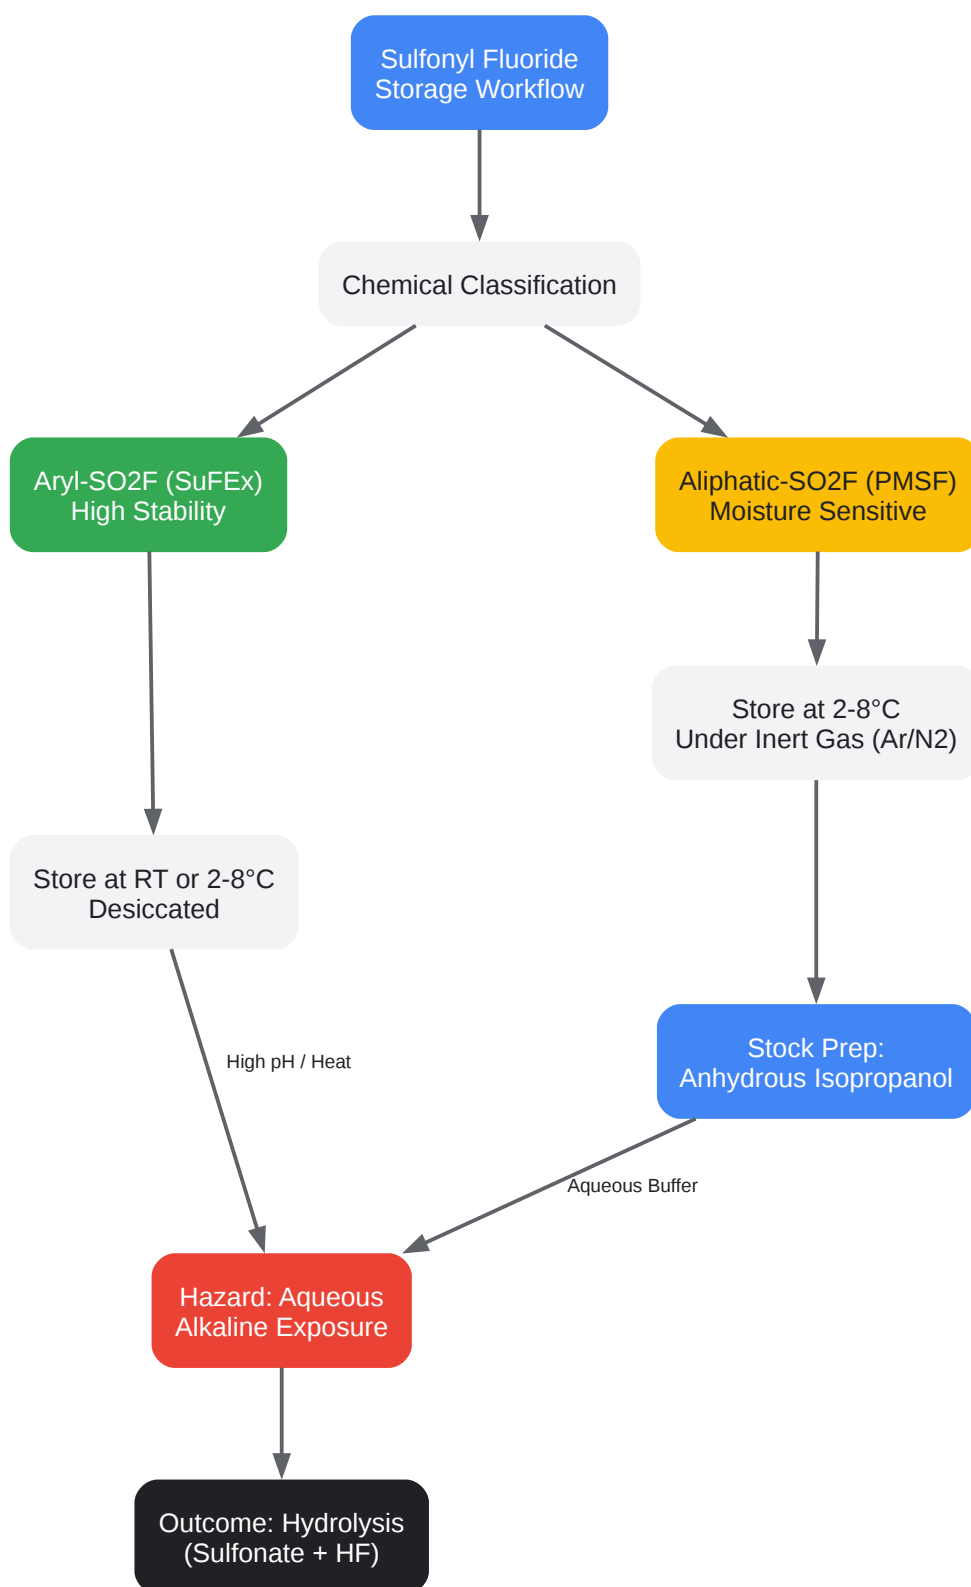 Sulfonyl Fluoride
Storage Workflow
Chemical Classification
Aryl-SO2F (SuFEx)
High Stability
Aliphatic-SO2F (PMSF)
Moisture Sensitive
Store at 2-8°C
Under Inert Gas (Ar/N2)
Store at RT or 2-8°C
Desiccated
Stock Prep:
Anhydrous Isopropanol
High pH / Heat
Aqueous Buffer
Hazard: Aqueous
Alkaline Exposure
Outcome: Hydrolysis
(Sulfonate + HF)